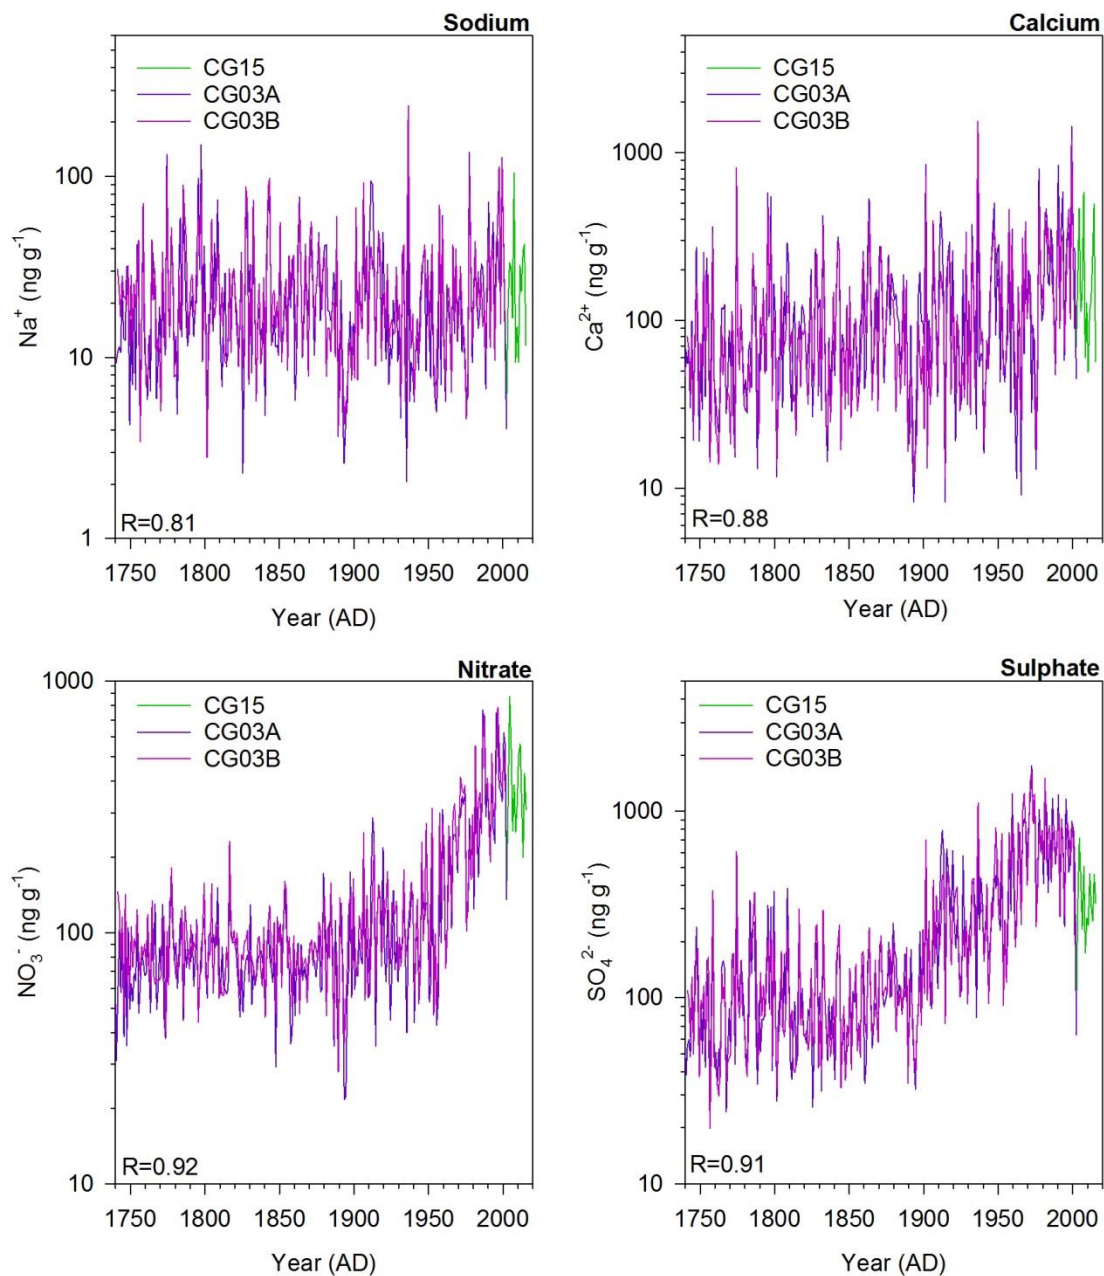 Sodium
CG15
CG03A
CG03B
100
10
1
Na⁺ (ng g⁻¹)
R=0.81
1750 1800 1850 1900 1950 2000
Year (AD)
Calcium
CG15
CG03A
CG03B
1000
100
10
Ca²⁺ (ng g⁻¹)
R=0.88
1750 1800 1850 1900 1950 2000
Year (AD)
Nitrate
CG15
CG03A
CG03B
1000
100
10
NO₃⁻ (ng g⁻¹)
R=0.92
1750 1800 1850 1900 1950 2000
Year (AD)
Sulphate
CG15
CG03A
CG03B
1000
100
10
SO₄²⁻ (ng g⁻¹)
R=0.91
1750 1800 1850 1900 1950 2000
Year (AD)